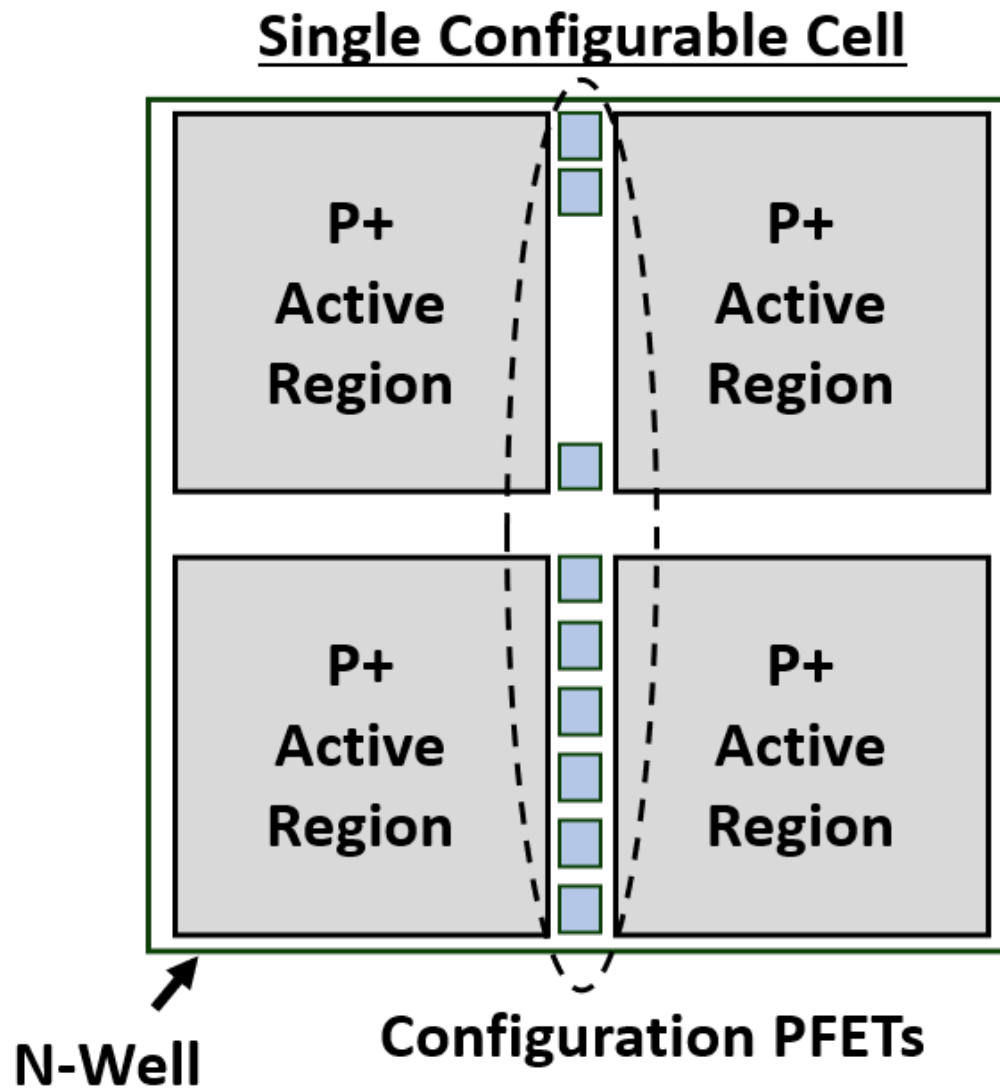 Single Configurable Cell
P+
Active
Region
P+
Active
Region
P+
Active
Region
P+
Active
Region
N-Well
Configuration PFETs